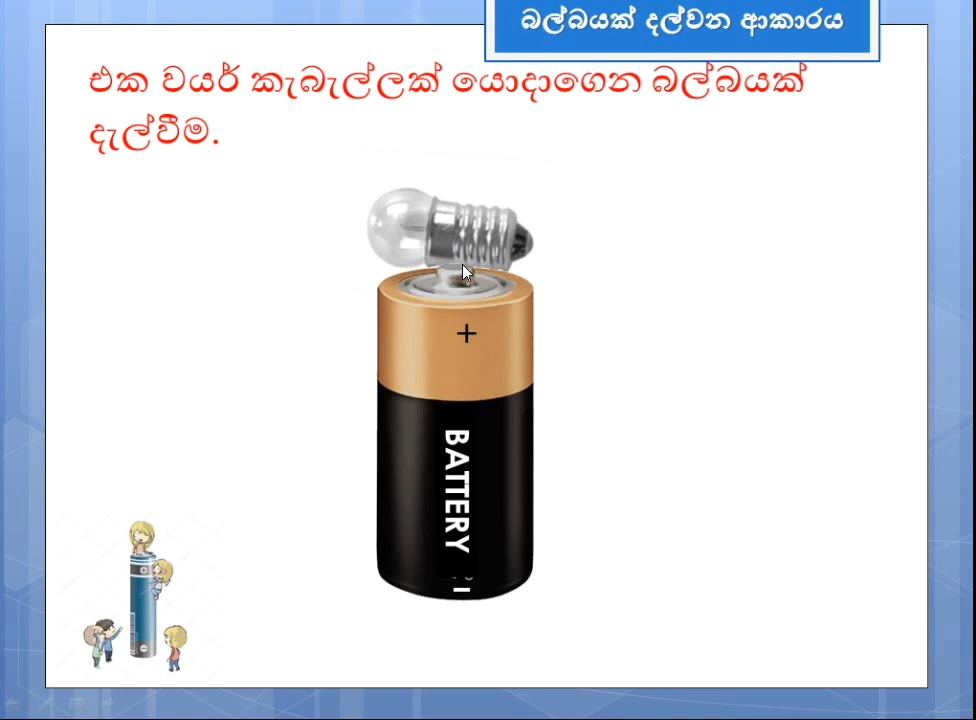 බල්බයක් දල්වන ආකාරය
එක වයර් කැබැල්ලක් යොදාගෙන බල්බයක්
දැල්වීම.
+
BATTERY